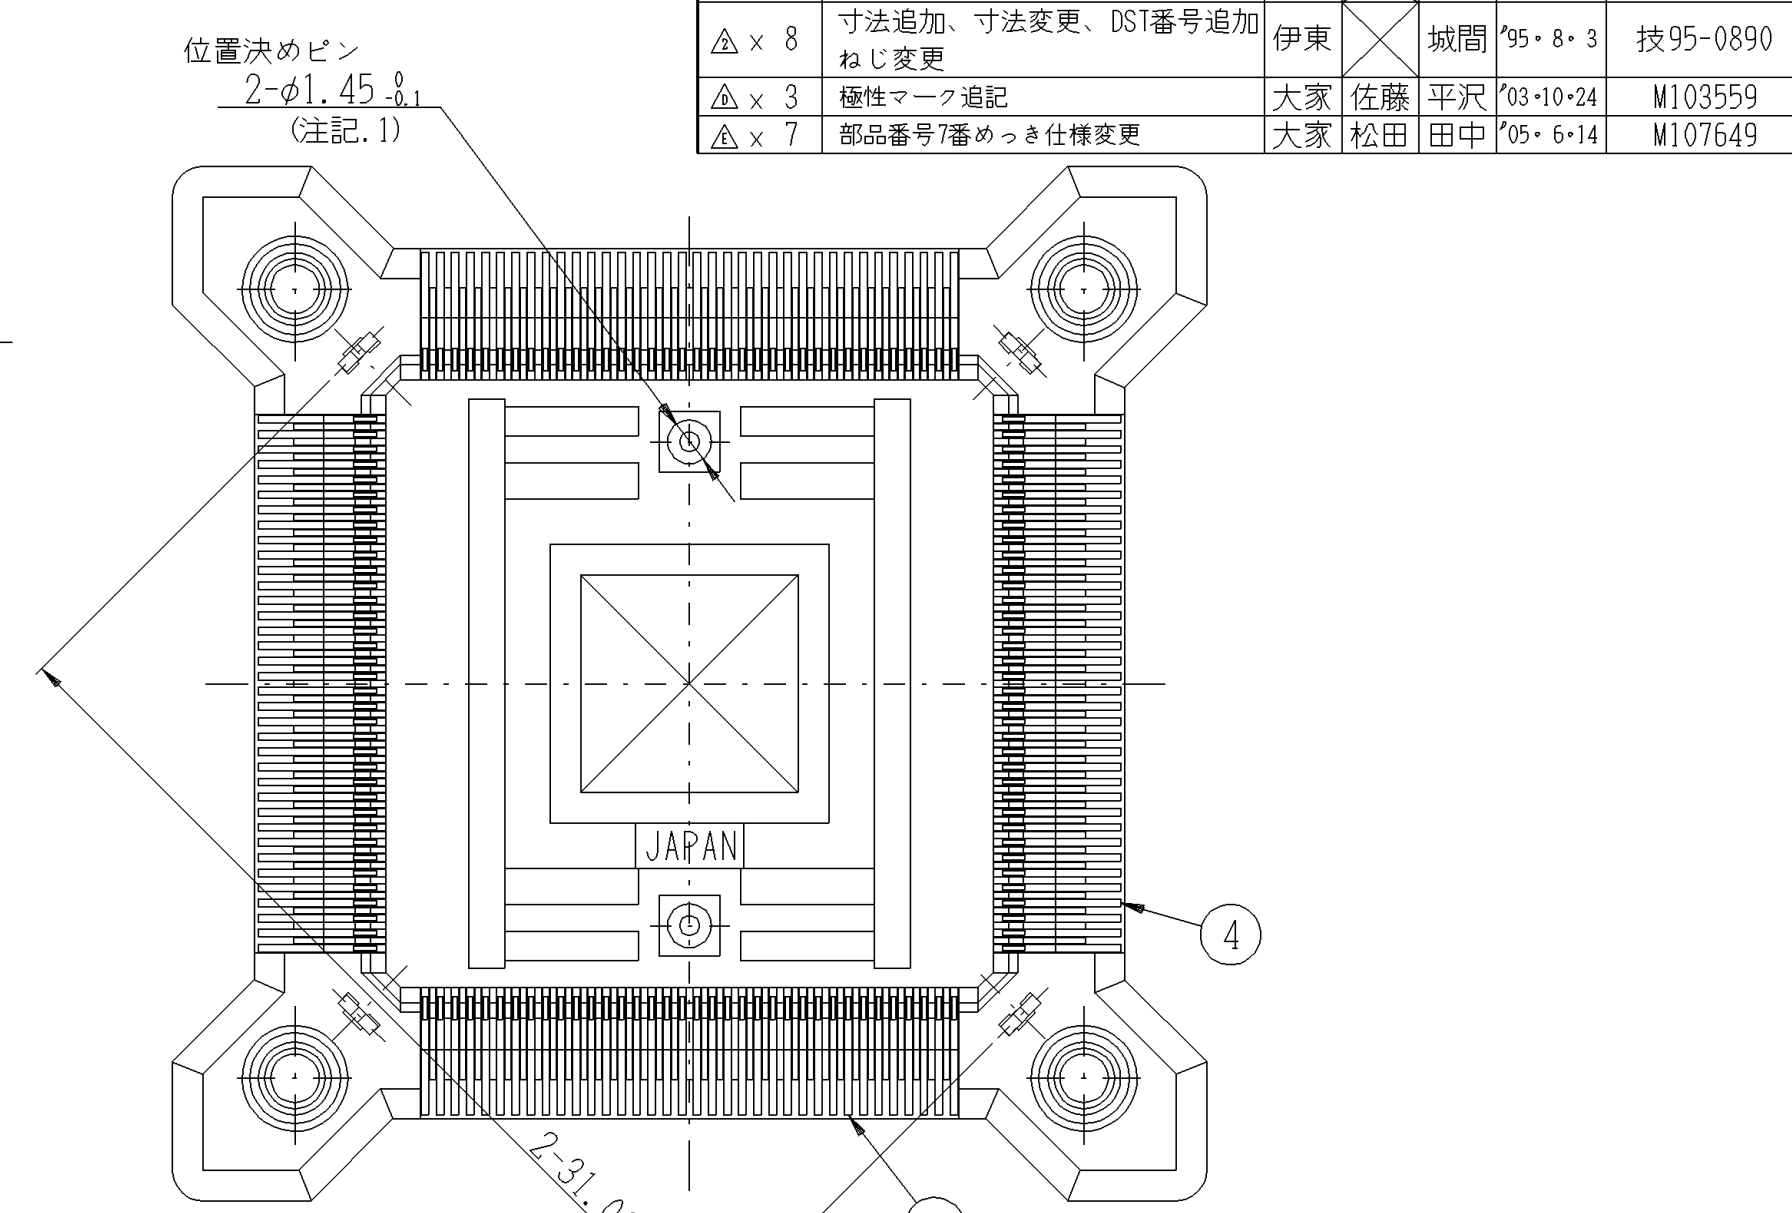 位置決めピン
2-φ1.45 0 -0.1
(注記.1)
2 x 8 寸法追加、寸法変更、DST番号追加 ねじ変更 伊東 城間 '95・8・3 技95-0890
D x 3 極性マーク追記 大家 佐藤 平沢 '03・10・24 M103559
E x 7 部品番号7番めっき仕様変更 大家 松田 田中 '05・6・14 M107649
JAPAN
4
2-31.0